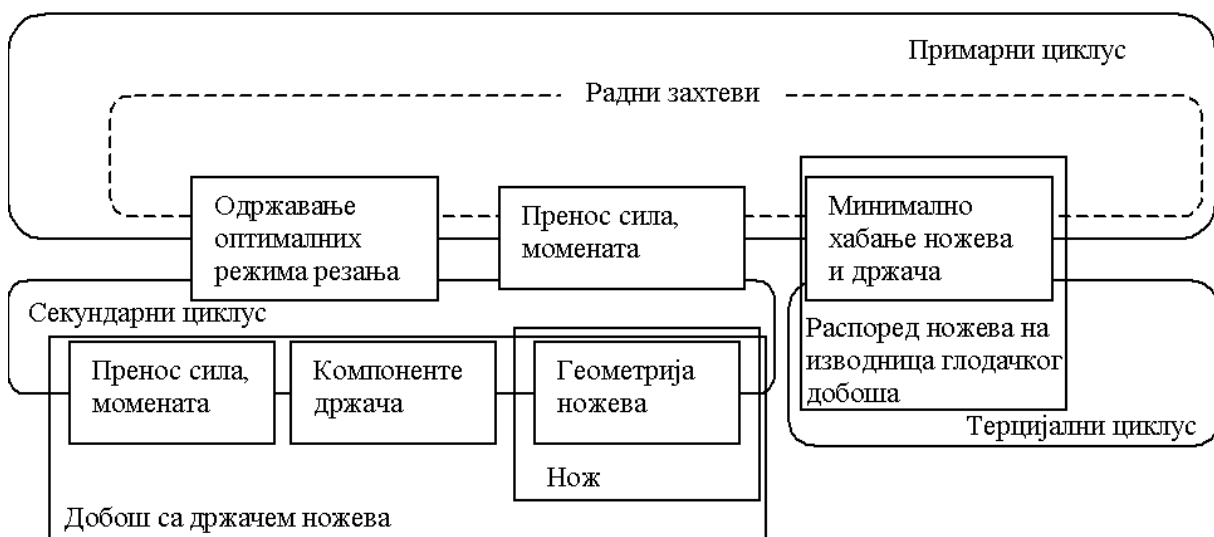 Примарни циклус
Радни захтеви
Одржавање
оптималних
режима резања
Пренос сила,
момената
Минимално
хабање ножева
и држача
Секундарни циклус
Распоред ножева на
изводница глодачког
добоша
Пренос сила,
момената
Компоненте
држача
Геометрија
ножева
Терцијални циклус
Нож
Добош са држачем ножева